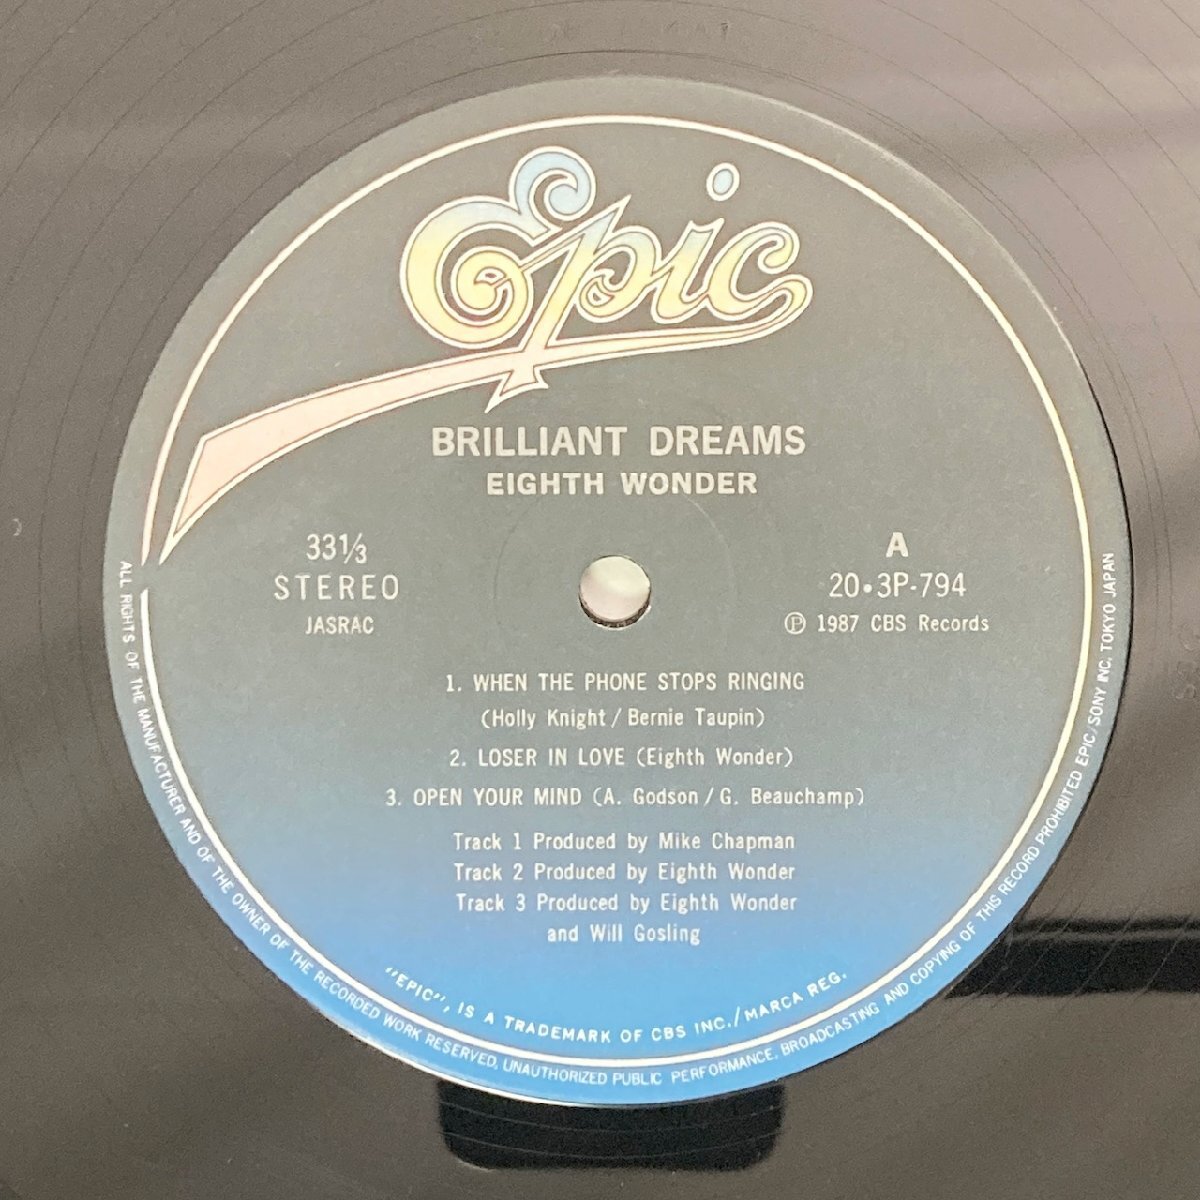 Epic
BRILLIANT DREAMS
EIGHTH WONDER
33⅓
STEREO
JASRAC
A
20•3P-794
Ⓟ 1987 CBS Records
1. WHEN THE PHONE STOPS RINGING
(Holly Knight / Bernie Taupin)
2. LOSER IN LOVE (Eighth Wonder)
3. OPEN YOUR MIND (A. Godson / G. Beauchamp)
Track 1 Produced by Mike Chapman
Track 2 Produced by Eighth Wonder
Track 3 Produced by Eighth Wonder
and Will Gosling
"EPIC", IS A TRADEMARK OF CBS INC./MARCA REG.
ALL RIGHTS OF THE MANUFACTURER AND OF THE OWNER OF THE RECORDED WORK RESERVED. UNAUTHORIZED PUBLIC PERFORMANCE, BROADCASTING AND COPYING OF THIS RECORD PROHIBITED EPIC/SONY INC. TOKYO JAPAN